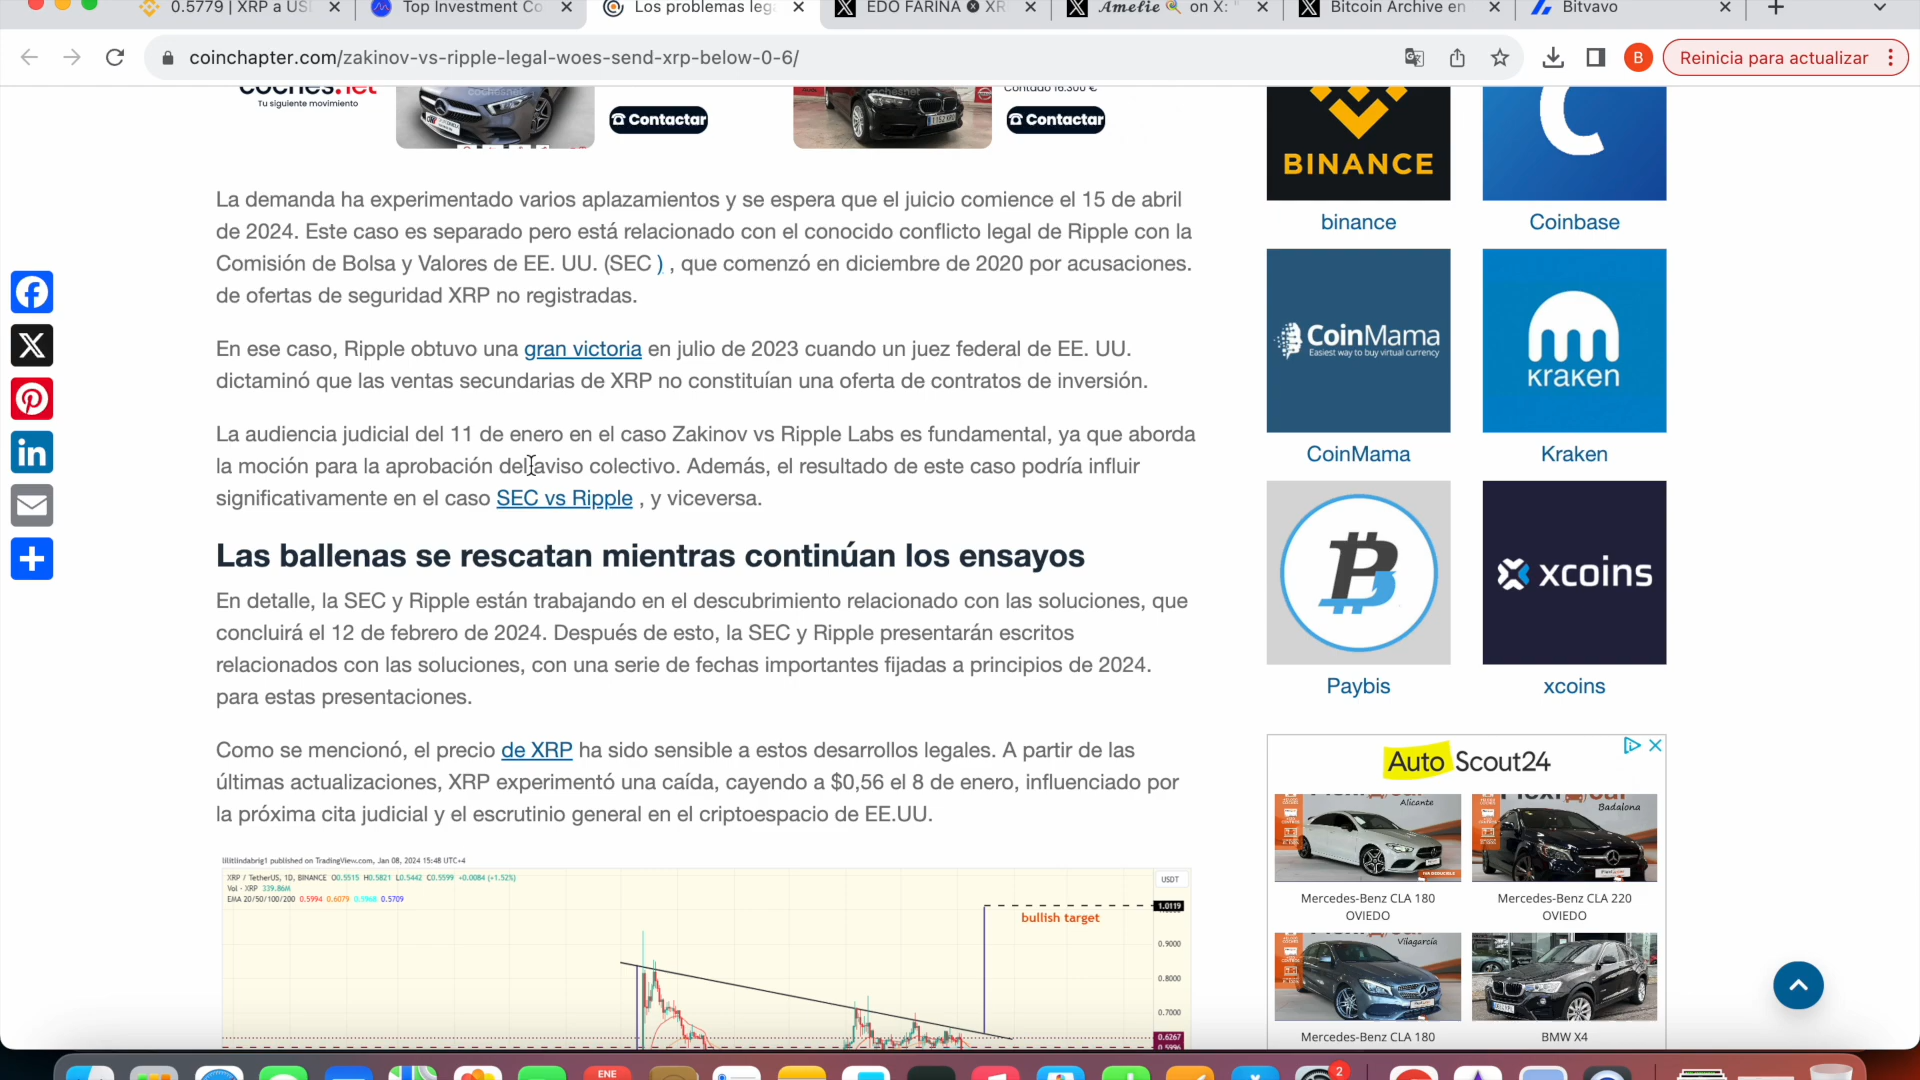 0.5779 | XRP a US
Top Investment Co
Los problemas lega
EDO FARINA XR
Amelie on X: "
Bitcoin Archive en
Bitvavo
coinchapter.com/zakinov-vs-ripple-legal-woes-send-xrp-below-0-6/
B
Reinicia para actualizar
coches.net
Tu siguiente movimiento
cochesnet
Contactar
cochesnet
Contado 16.300 €
Contactar
BINANCE
binance
Coinbase
La demanda ha experimentado varios aplazamientos y se espera que el juicio comience el 15 de abril
de 2024. Este caso es separado pero está relacionado con el conocido conflicto legal de Ripple con la
Comisión de Bolsa y Valores de EE. UU. (SEC ) , que comenzó en diciembre de 2020 por acusaciones.
de ofertas de seguridad XRP no registradas.
En ese caso, Ripple obtuvo una gran victoria en julio de 2023 cuando un juez federal de EE. UU.
dictaminó que las ventas secundarias de XRP no constituían una oferta de contratos de inversión.
La audiencia judicial del 11 de enero en el caso Zakinov vs Ripple Labs es fundamental, ya que aborda
la moción para la aprobación del aviso colectivo. Además, el resultado de este caso podría influir
significativamente en el caso SEC vs Ripple , y viceversa.
Las ballenas se rescatan mientras continúan los ensayos
En detalle, la SEC y Ripple están trabajando en el descubrimiento relacionado con las soluciones, que
concluirá el 12 de febrero de 2024. Después de esto, la SEC y Ripple presentarán escritos
relacionados con las soluciones, con una serie de fechas importantes fijadas a principios de 2024.
para estas presentaciones.
Como se mencionó, el precio de XRP ha sido sensible a estos desarrollos legales. A partir de las
últimas actualizaciones, XRP experimentó una caída, cayendo a $0,56 el 8 de enero, influenciado por
la próxima cita judicial y el escrutinio general en el criptoespacio de EE.UU.
CoinMama
Easiest way to buy virtual currency
CoinMama
kraken
Kraken
Paybis
xcoins
xcoins
Auto Scout24
Alicante
Badalona
Mercedes-Benz CLA 180
OVIEDO
Mercedes-Benz CLA 220
OVIEDO
Vilagarcía
Mercedes-Benz CLA 180
BMW X4
lilitlindabrig1 published on TradingView.com, Jan 08, 2024 15:48 UTC+4
XRP / TetherUS, 1D, BINANCE O0.5515 H0.5821 L0.5442 C0.5599 +0.0084 (+1.52%)
Vol - XRP 339.86M
EMA 20/50/100/200 0.5994 0.6079 0.5968 0.5709
USDT
1.0119
bullish target
0.9000
0.8000
0.7000
0.6267
0.5996
ENE
2